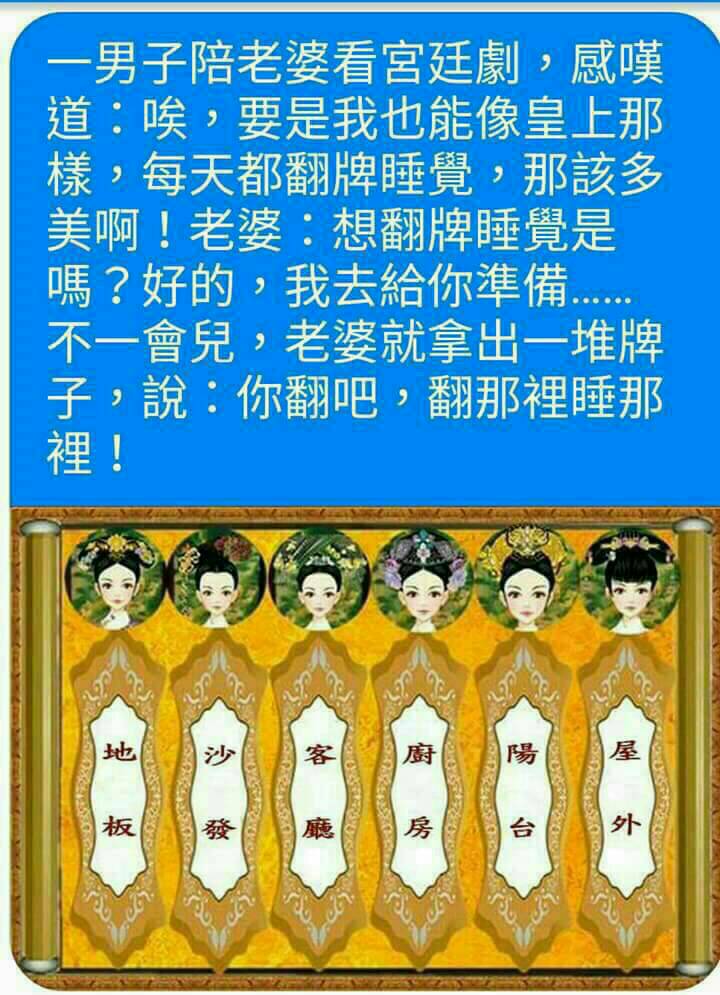 一男子陪老婆看宮廷劇，感嘆
道：唉，要是我也能像皇上那
樣，每天都翻牌睡覺，那該多
美啊！老婆：想翻牌睡覺是
嗎？好的，我去給你準備......
不一會兒，老婆就拿出一堆牌
子，說：你翻吧，翻那裡睡那
裡！
地板
沙發
客廳
廚房
陽台
屋外